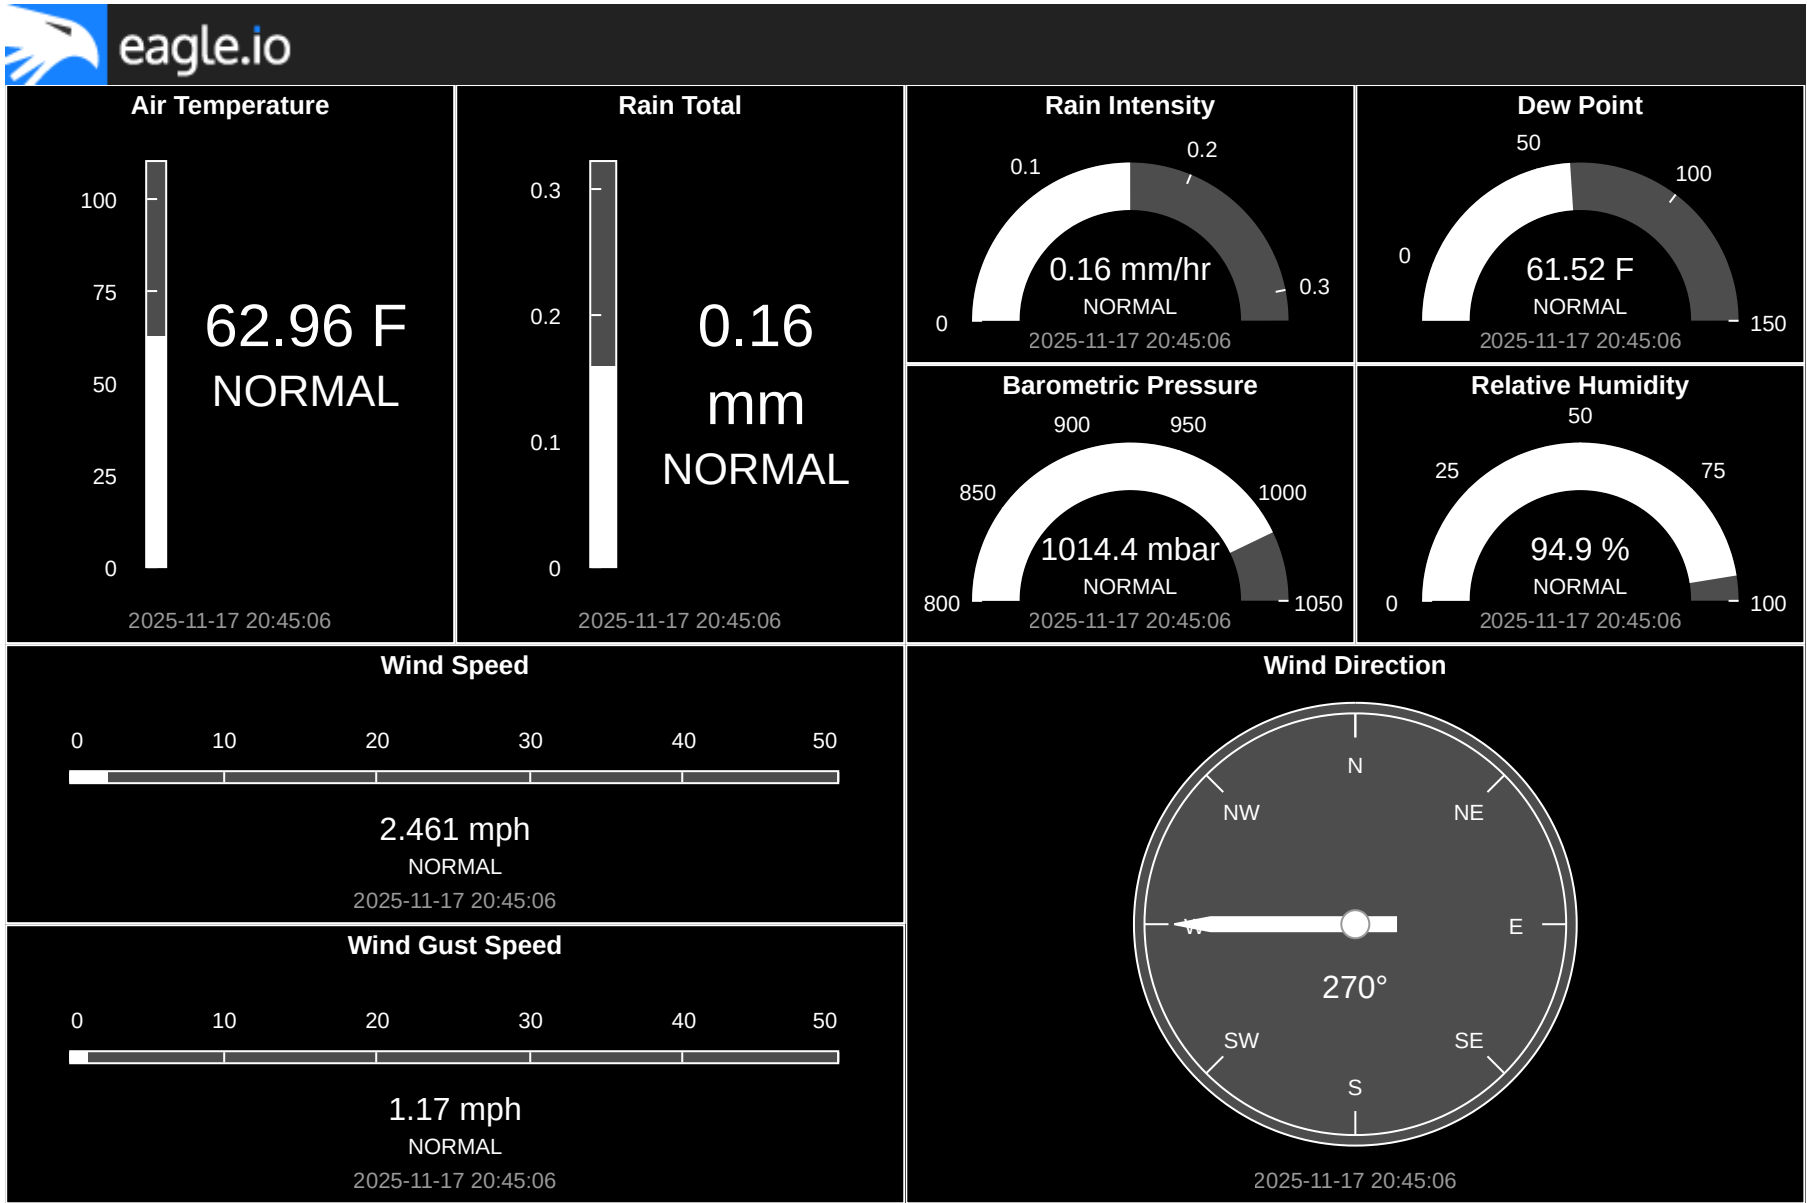 eagle.io
Air Temperature
100
75
50
25
0
62.96 F
NORMAL
2025-11-17 20:45:06
Rain Total
0.3
0.2
0.1
0
0.16
mm
NORMAL
2025-11-17 20:45:06
Rain Intensity
0
0.1
0.2
0.3
0.16 mm/hr
NORMAL
2025-11-17 20:45:06
Dew Point
0
50
100
150
61.52 F
NORMAL
2025-11-17 20:45:06
Barometric Pressure
800
850
900
950
1000
1050
1014.4 mbar
NORMAL
2025-11-17 20:45:06
Relative Humidity
0
25
50
75
100
94.9 %
NORMAL
2025-11-17 20:45:06
Wind Speed
0 10 20 30 40 50
2.461 mph
NORMAL
2025-11-17 20:45:06
Wind Gust Speed
0 10 20 30 40 50
1.17 mph
NORMAL
2025-11-17 20:45:06
Wind Direction
N
NW NE
W E
270°
SW SE
S
2025-11-17 20:45:06